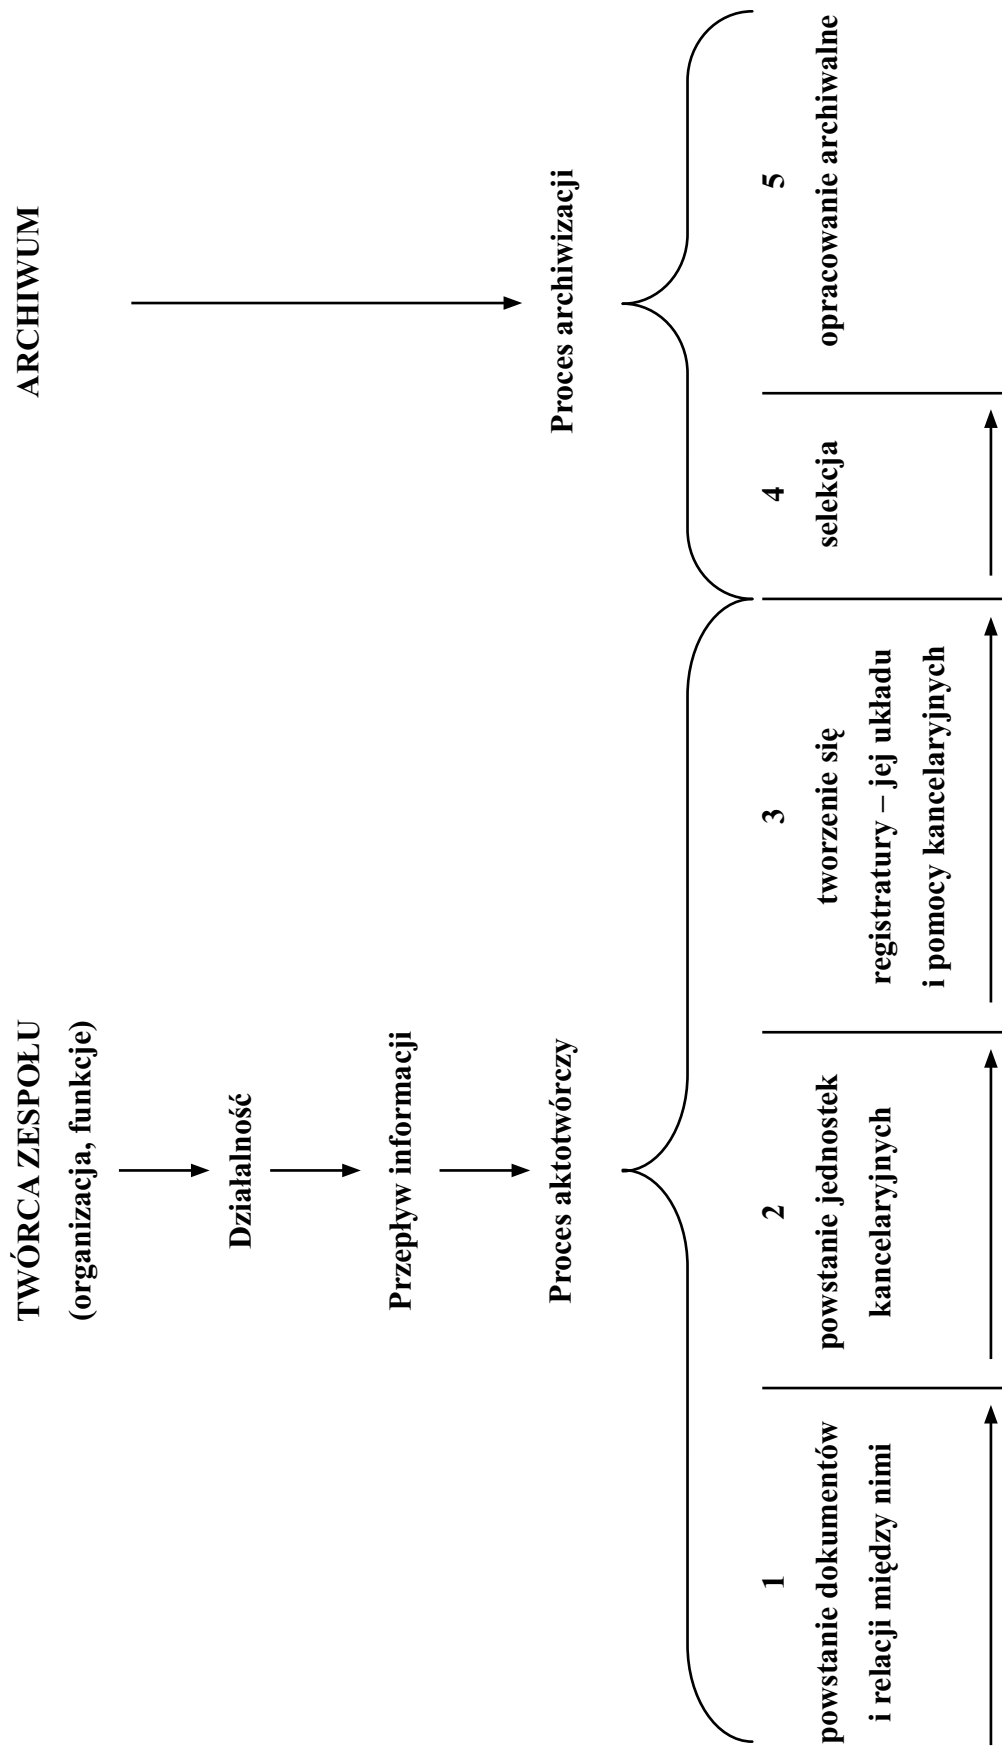 TWÓRCA ZESPOŁU
(organizacja, funkcje)
ARCHIWUM
Działalność
Przepływ informacji
Proces aktotwórczy
Proces archiwizacji
1
powstanie dokumentów
i relacji między nimi
2
powstanie jednostek
kancelaryjnych
3
tworzenie się
registratury – jej układu
i pomocy kancelaryjnych
4
selekcja
5
opracowanie archiwalne